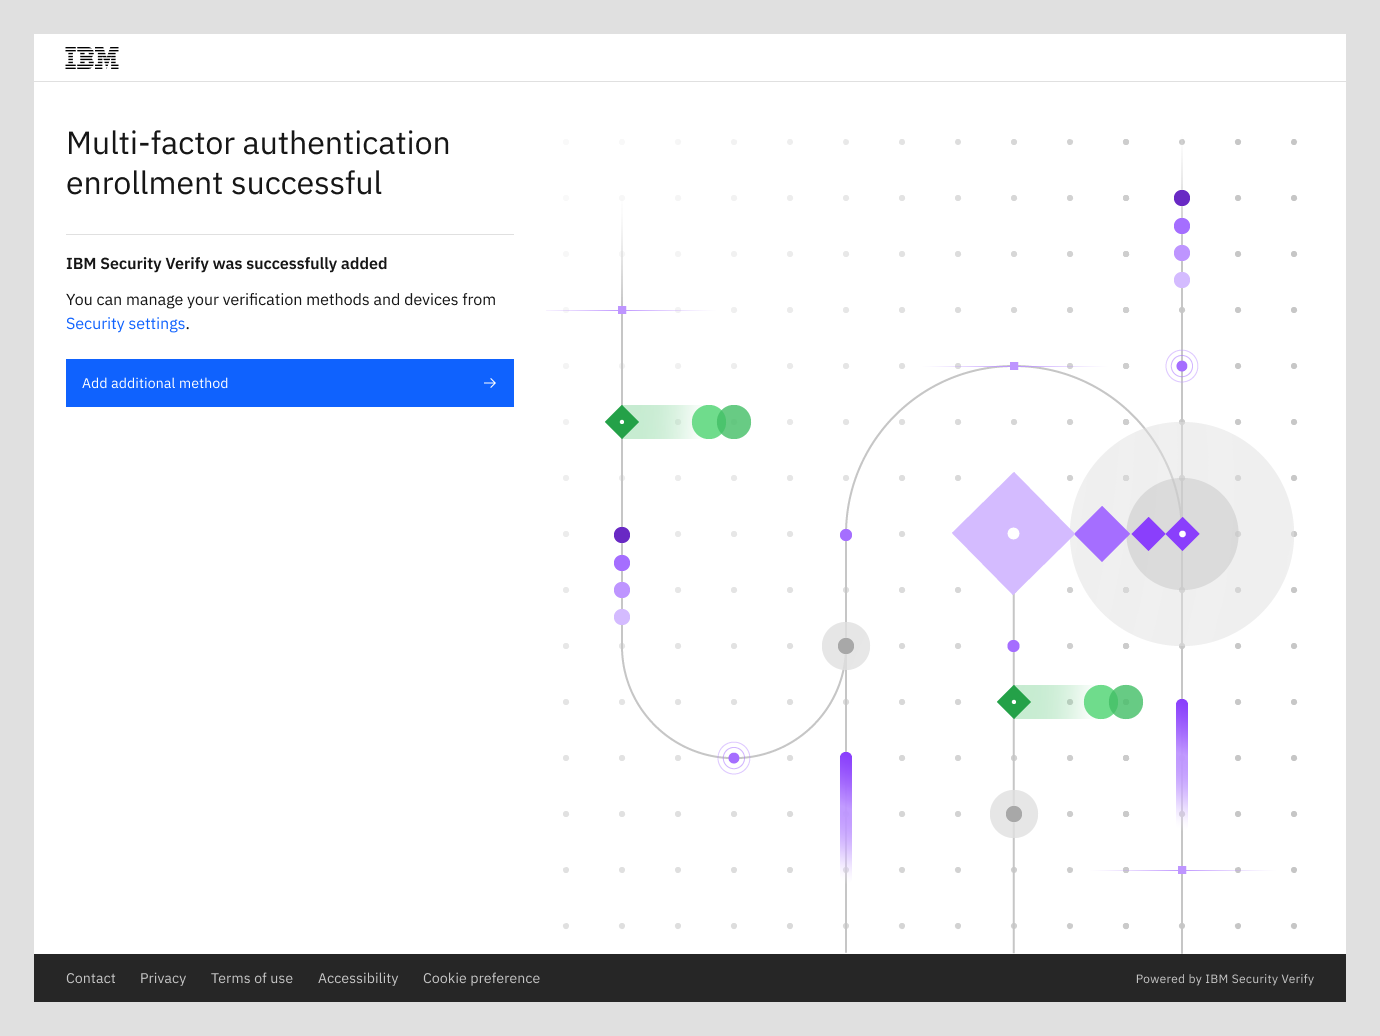 IBM
Multi-factor authentication
enrollment successful
IBM Security Verify was successfully added
You can manage your verification methods and devices from
Security settings.
Add additional method
Contact Privacy Terms of use Accessibility Cookie preference
Powered by IBM Security Verify